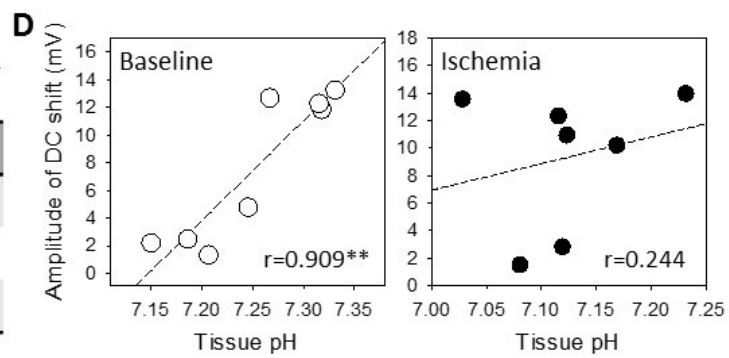 D
Amplitude of DC shift (mV)
Baseline
16
14
12
10
8
6
4
2
0
r=0.909**
7.15 7.20 7.25 7.30 7.35
Tissue pH
Ischemia
18
16
14
12
10
8
6
4
2
0
r=0.244
7.00 7.05 7.10 7.15 7.20 7.25
Tissue pH